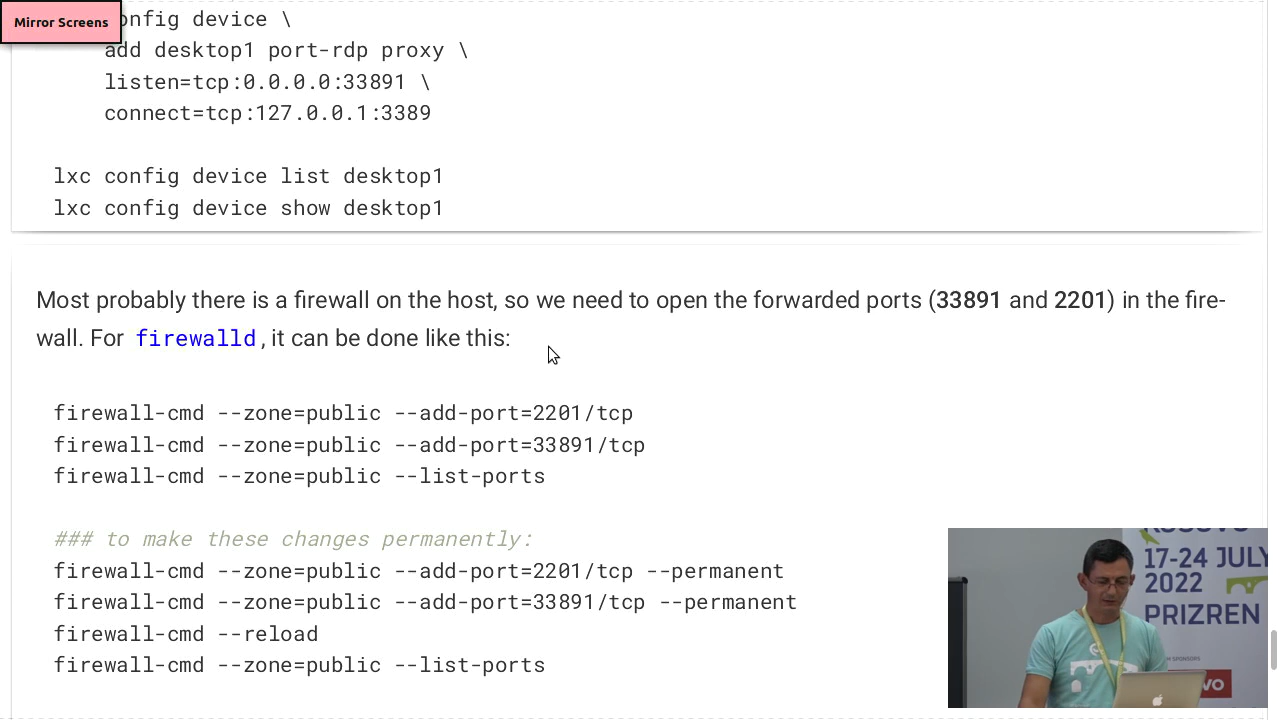 Mirror Screens
onfig device \
add desktop1 port-rdp proxy \
listen=tcp:0.0.0.0:33891 \
connect=tcp:127.0.0.1:3389
lxc config device list desktop1
lxc config device show desktop1
Most probably there is a firewall on the host, so we need to open the forwarded ports (33891 and 2201) in the fire-
wall. For firewalld, it can be done like this:
firewall-cmd --zone=public --add-port=2201/tcp
firewall-cmd --zone=public --add-port=33891/tcp
firewall-cmd --zone=public --list-ports
### to make these changes permanently:
firewall-cmd --zone=public --add-port=2201/tcp --permanent
firewall-cmd --zone=public --add-port=33891/tcp --permanent
firewall-cmd --reload
firewall-cmd --zone=public --list-ports
KOSOVO
17-24 JULY
2022
PRIZREN
SPONSORS